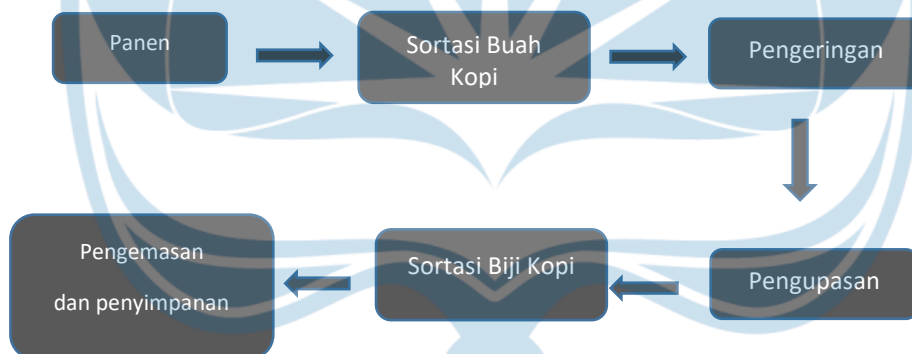 Panen
Sortasi Buah
Kopi
Pengeringan
Pengupasan
Sortasi Biji Kopi
Pengemasan
dan penyimpanan